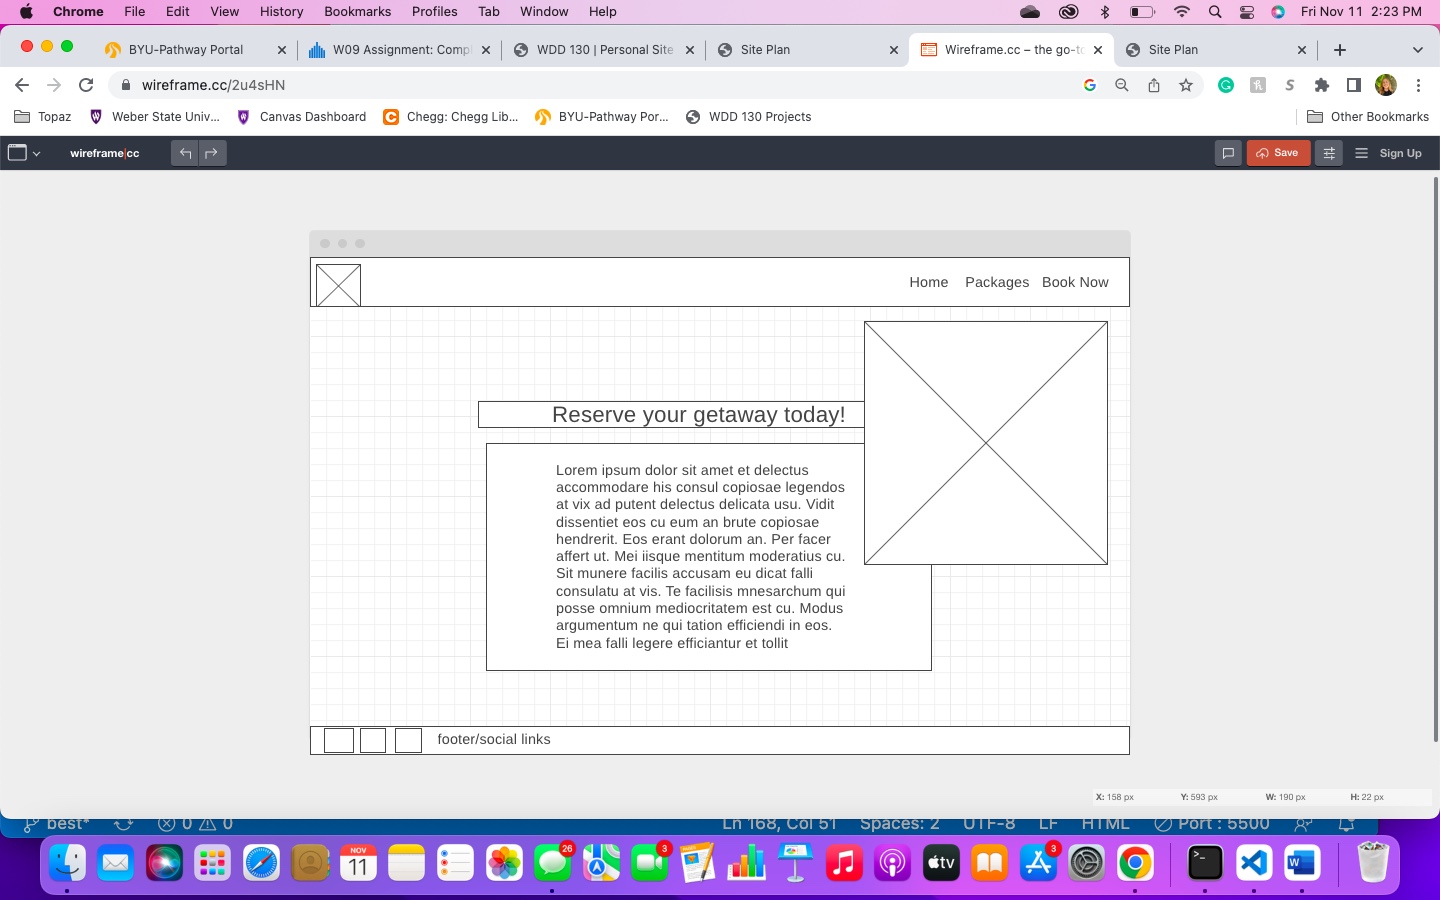 Chrome File Edit View History Bookmarks Profiles Tab Window Help Fri Nov 11 2:23 PM
BYU-Pathway Portal W09 Assignment: Comp WDD 130 | Personal Site Site Plan Wireframe.cc – the go-to Site Plan
wireframe.cc/2u4sHN
Topaz Weber State Univ... Canvas Dashboard Chegg: Chegg Lib... BYU-Pathway Por... WDD 130 Projects Other Bookmarks
wireframe|cc Save Sign Up
Home Packages Book Now
Reserve your getaway today!
Lorem ipsum dolor sit amet et delectus
accommodare his consul copiosae legendos
at vix ad putent delectus delicata usu. Vidit
dissentiet eos cu eum an brute copiosae
hendrerit. Eos erant dolorum an. Per facer
affert ut. Mei iisque mentitum moderatius cu.
Sit munere facilis accusam eu dicat falli
consulatu at vis. Te facilisis mnesarchum qui
posse omnium mediocritatem est cu. Modus
argumentum ne qui tation efficiendi in eos.
Ei mea falli legere efficiantur et tollit
footer/social links
X: 158 px Y: 593 px W: 190 px H: 22 px
best* 0 0 Ln 168, Col 51 Spaces: 2 UTF-8 LF HTML Port : 5500
NOV
11
26
3
tv
3